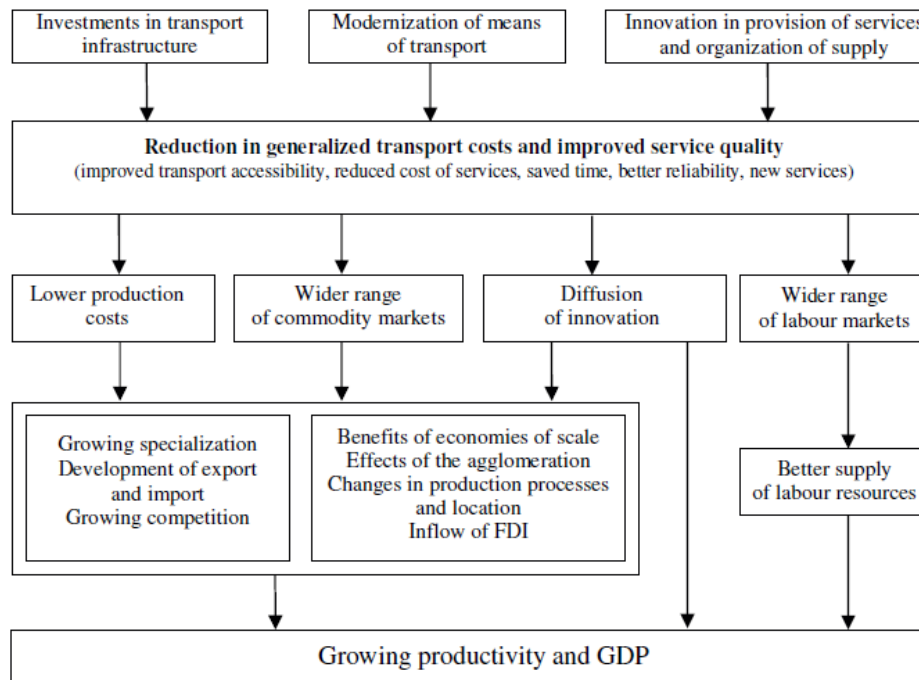 Investments in transport
infrastructure
Modernization of means
of transport
Innovation in provision of services
and organization of supply
Reduction in generalized transport costs and improved service quality
(improved transport accessibility, reduced cost of services, saved time, better reliability, new services)
Lower production
costs
Wider range
of commodity markets
Diffusion
of innovation
Wider range
of labour markets
Growing specialization
Development of export
and import
Growing competition
Benefits of economies of scale
Effects of the agglomeration
Changes in production processes
and location
Inflow of FDI
Better supply
of labour resources
Growing productivity and GDP